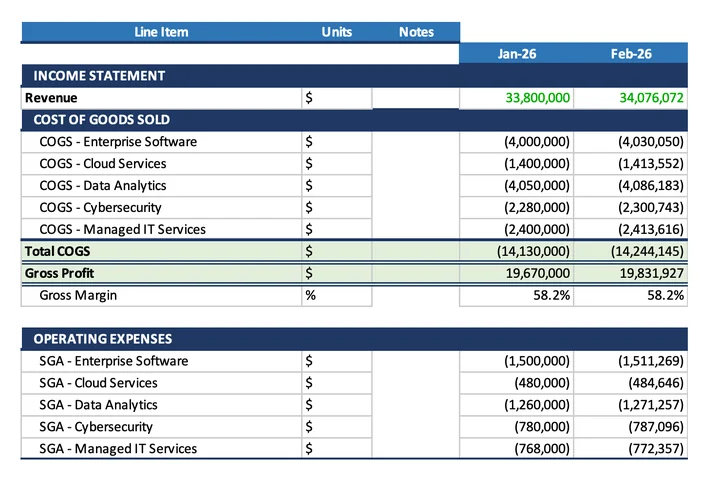 Line Item Units Notes
Jan-26 Feb-26
INCOME STATEMENT
Revenue $ 33,800,000 34,076,072
COST OF GOODS SOLD
COGS - Enterprise Software $ (4,000,000) (4,030,050)
COGS - Cloud Services $ (1,400,000) (1,413,552)
COGS - Data Analytics $ (4,050,000) (4,086,183)
COGS - Cybersecurity $ (2,280,000) (2,300,743)
COGS - Managed IT Services $ (2,400,000) (2,413,616)
Total COGS $ (14,130,000) (14,244,145)
Gross Profit $ 19,670,000 19,831,927
Gross Margin % 58.2% 58.2%
OPERATING EXPENSES
SGA - Enterprise Software $ (1,500,000) (1,511,269)
SGA - Cloud Services $ (480,000) (484,646)
SGA - Data Analytics $ (1,260,000) (1,271,257)
SGA - Cybersecurity $ (780,000) (787,096)
SGA - Managed IT Services $ (768,000) (772,357)